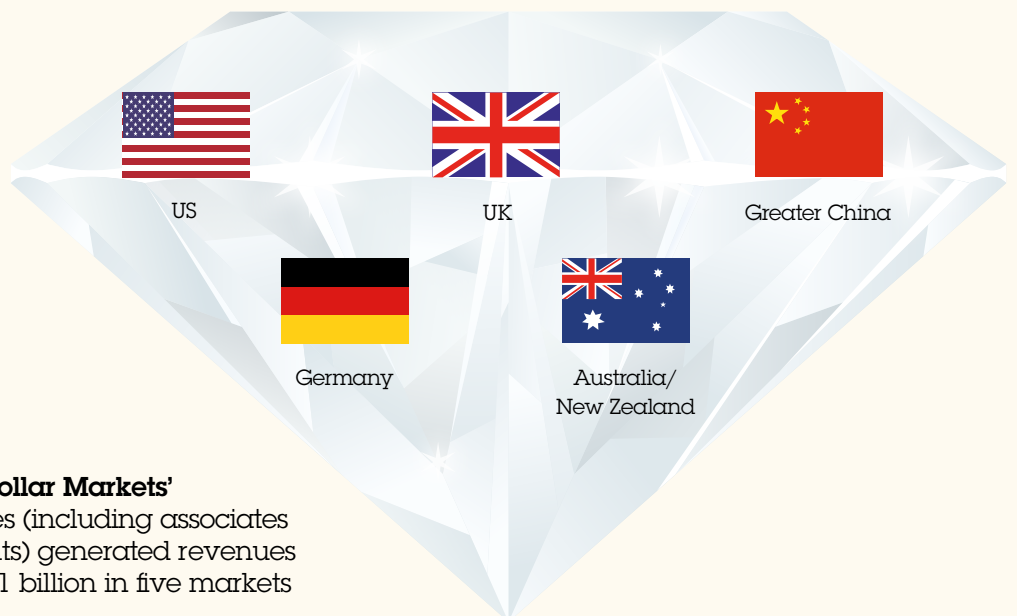 US
UK
Greater China
Germany
Australia/
New Zealand
ollar Markets’
es (including associates
ts) generated revenues
1 billion in five markets